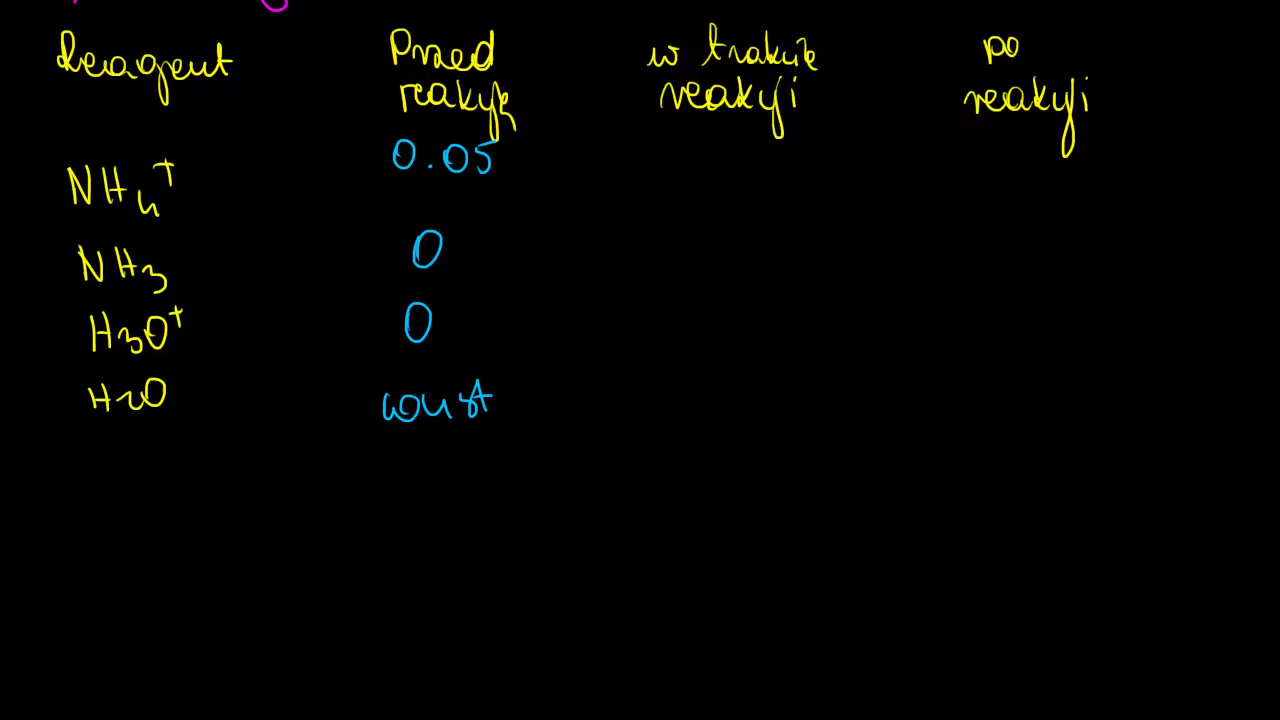 Reagent Przed reakcją w trakcie reakcji po reakcji
NH4+ 0.05
NH3 0
H3O+ 0
H2O const